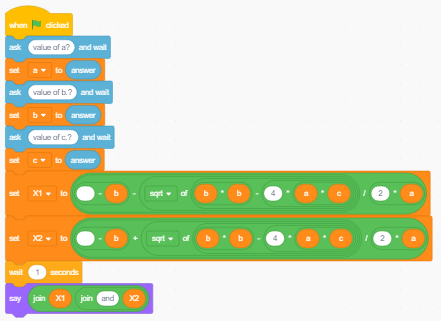 when clicked
ask value of a? and wait
set a to answer
ask value of b.? and wait
set b to answer
ask value of c.? and wait
set c to answer
set X1 to - b - sqrt of b * b - 4 * a * c / 2 * a
set X2 to - b + sqrt of b * b - 4 * a * c / 2 * a
wait 1 seconds
say join X1 join and X2